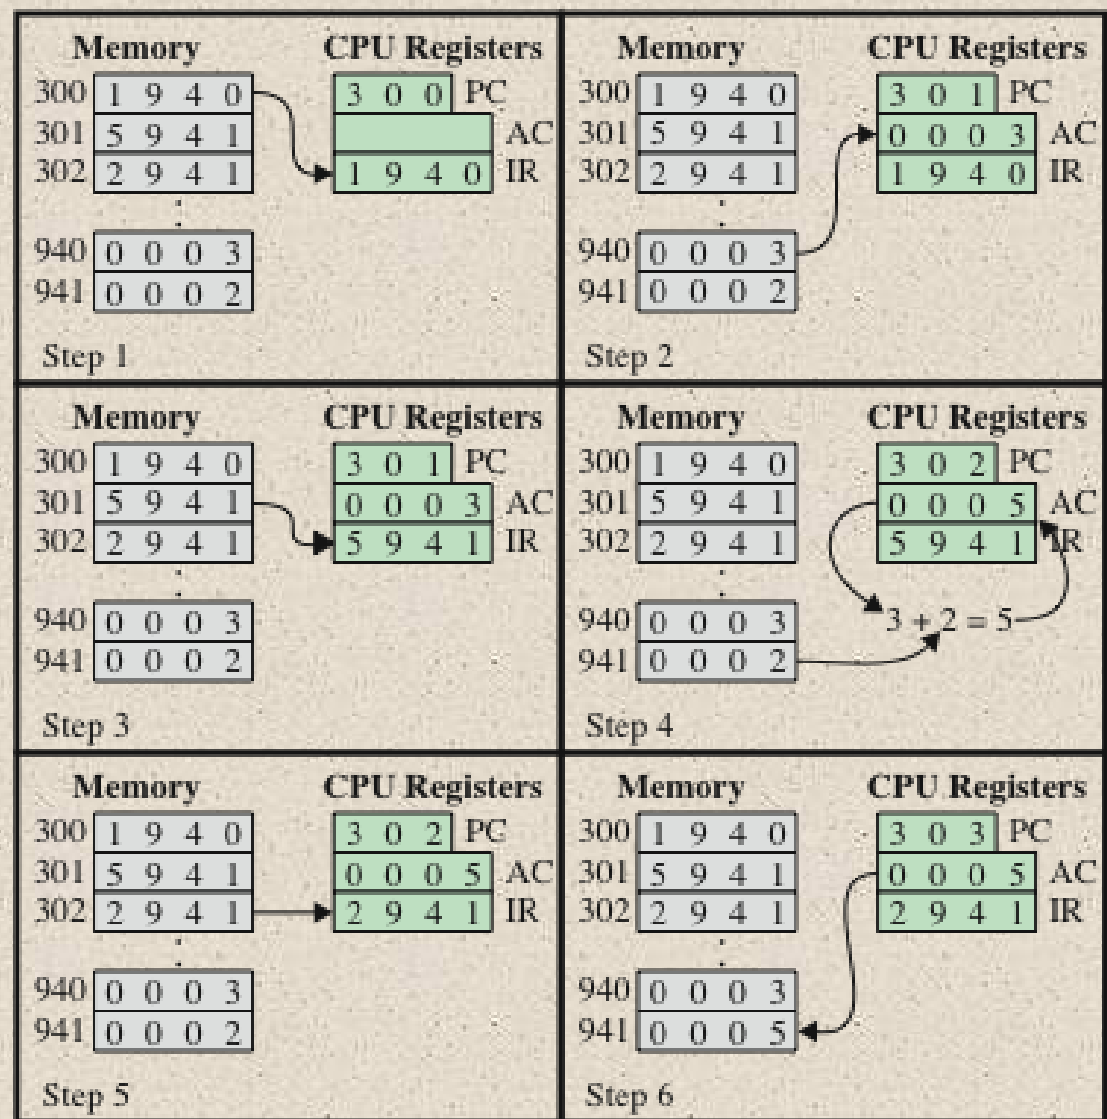 Memory CPU Registers
300 1 9 4 0 3 0 0 PC
301 5 9 4 1 AC
302 2 9 4 1 1 9 4 0 IR
940 0 0 0 3
941 0 0 0 2
Step 1
Memory CPU Registers
300 1 9 4 0 3 0 1 PC
301 5 9 4 1 0 0 0 3 AC
302 2 9 4 1 1 9 4 0 IR
940 0 0 0 3
941 0 0 0 2
Step 2
Memory CPU Registers
300 1 9 4 0 3 0 1 PC
301 5 9 4 1 0 0 0 3 AC
302 2 9 4 1 5 9 4 1 IR
940 0 0 0 3
941 0 0 0 2
Step 3
Memory CPU Registers
300 1 9 4 0 3 0 2 PC
301 5 9 4 1 0 0 0 5 AC
302 2 9 4 1 5 9 4 1 IR
940 0 0 0 3 3 + 2 = 5
941 0 0 0 2
Step 4
Memory CPU Registers
300 1 9 4 0 3 0 2 PC
301 5 9 4 1 0 0 0 5 AC
302 2 9 4 1 2 9 4 1 IR
940 0 0 0 3
941 0 0 0 2
Step 5
Memory CPU Registers
300 1 9 4 0 3 0 3 PC
301 5 9 4 1 0 0 0 5 AC
302 2 9 4 1 2 9 4 1 IR
940 0 0 0 3
941 0 0 0 5
Step 6